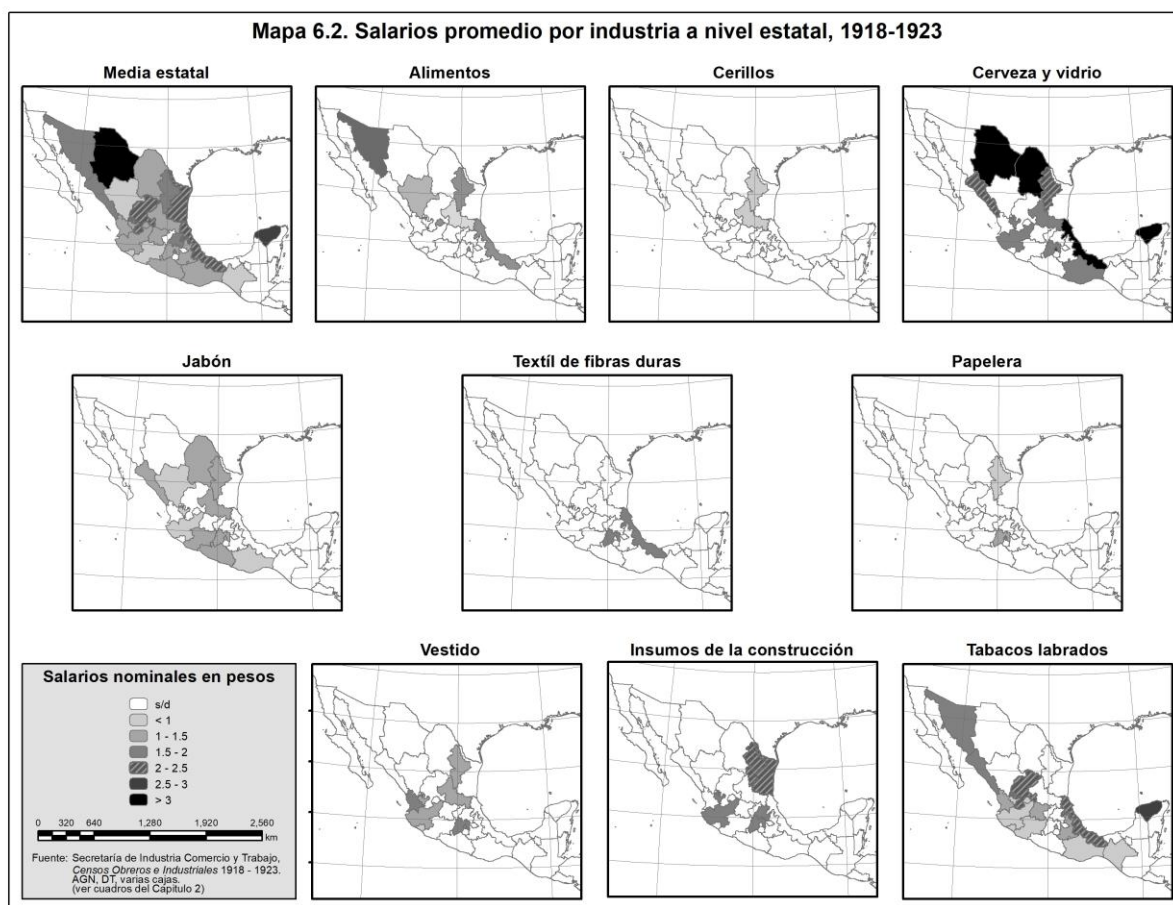 Mapa 6.2. Salarios promedio por industria a nivel estatal, 1918-1923
Media estatal
Alimentos
Cerillos
Cerveza y vidrio
Jabón
Textíl de fibras duras
Papelera
Vestido
Insumos de la construcción
Tabacos labrados
Salarios nominales en pesos
s/d
< 1
1 - 1.5
1.5 - 2
2 - 2.5
2.5 - 3
> 3
0 320 640 1,280 1,920 2,560
km
Fuente: Secretaría de Industria Comercio y Trabajo,
Censos Obreros e Industriales 1918 - 1923.
AGN, DT, varias cajas.
(ver cuadros del Capitulo 2)